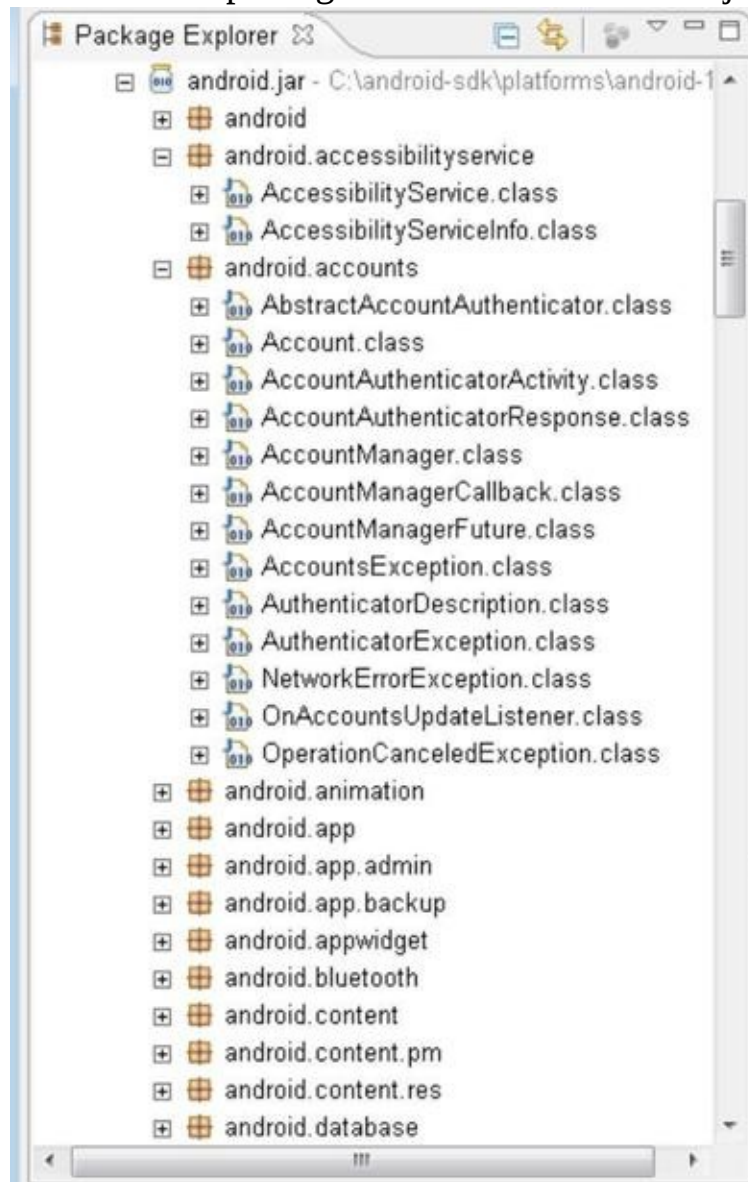 Package Explorer
android.jar - C:\android-sdk\platforms\android-1
android
android.accessibilityservice
AccessibilityService.class
AccessibilityServiceInfo.class
android.accounts
AbstractAccountAuthenticator.class
Account.class
AccountAuthenticatorActivity.class
AccountAuthenticatorResponse.class
AccountManager.class
AccountManagerCallback.class
AccountManagerFuture.class
AccountsException.class
AuthenticatorDescription.class
AuthenticatorException.class
NetworkErrorException.class
OnAccountsUpdateListener.class
OperationCanceledException.class
android.animation
android.app
android.app.admin
android.app.backup
android.appwidget
android.bluetooth
android.content
android.content.pm
android.content.res
android.database